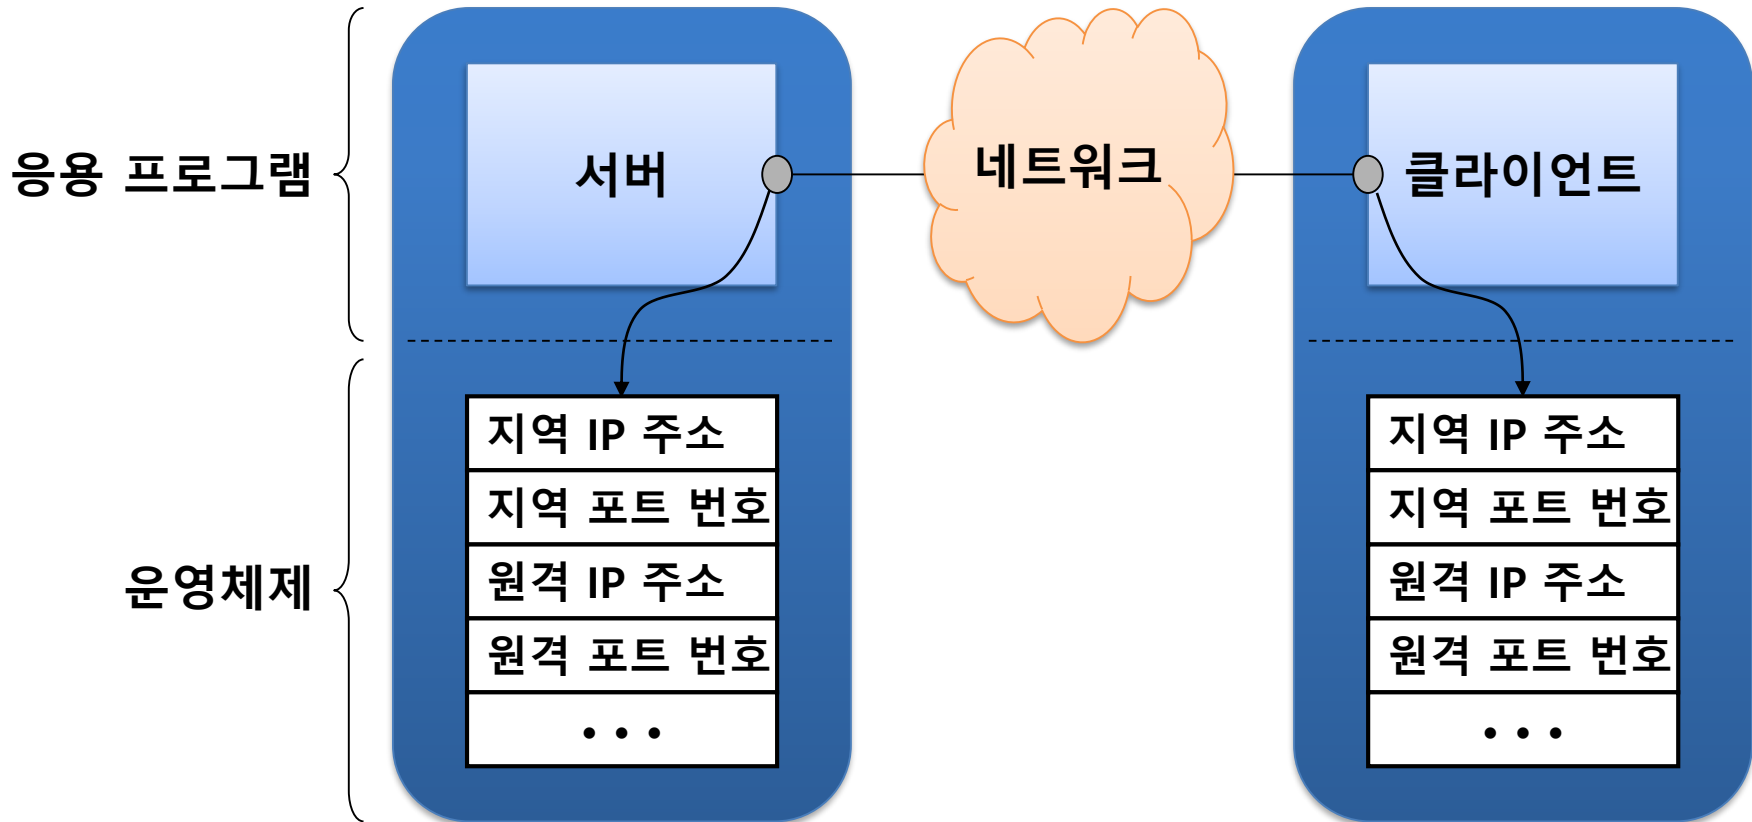 응용 프로그램
서버
네트워크
클라이언트
운영체제
지역 IP 주소
지역 포트 번호
원격 IP 주소
원격 포트 번호
• • •
지역 IP 주소
지역 포트 번호
원격 IP 주소
원격 포트 번호
• • •